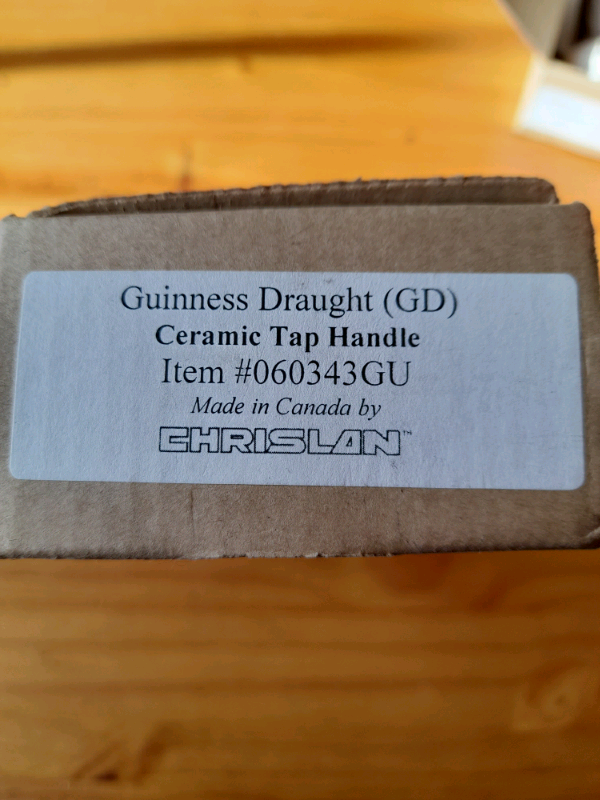 Guinness Draught (GD)
Ceramic Tap Handle
Item #060343GU
Made in Canada by
CHRISLAN™